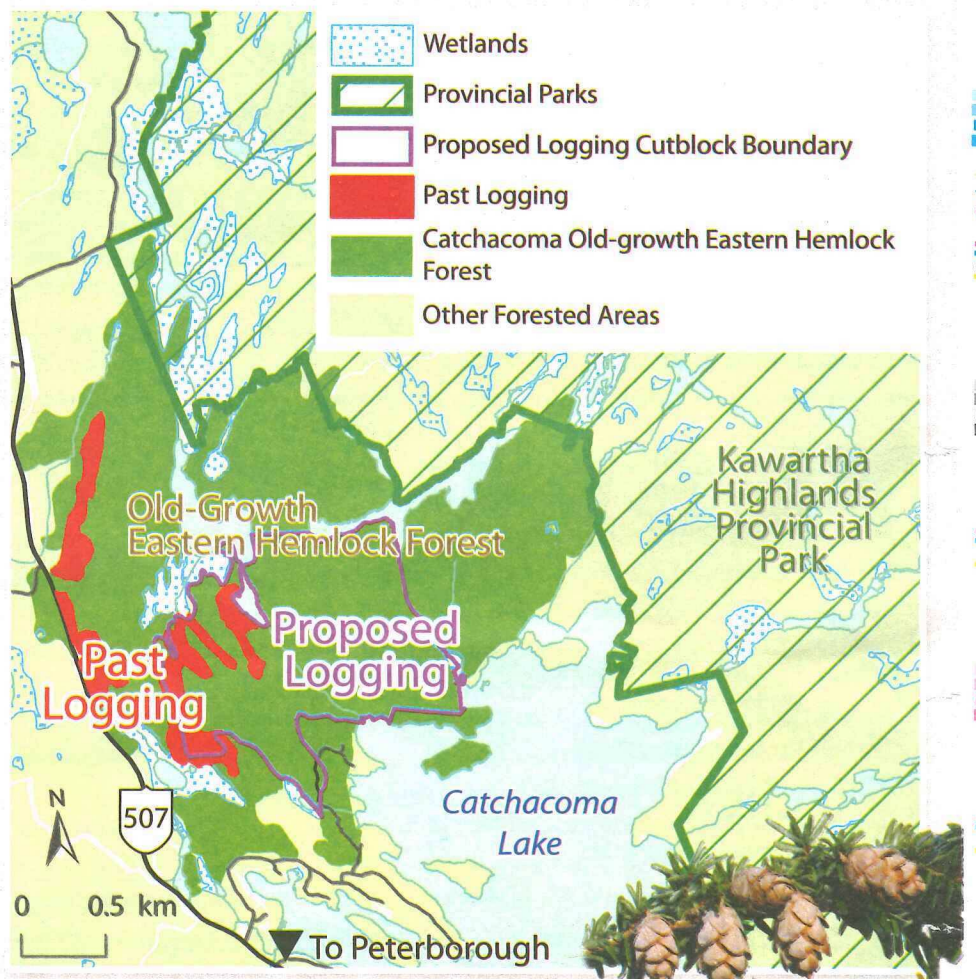 Wetlands
Provincial Parks
Proposed Logging Cutblock Boundary
Past Logging
Catchacoma Old-growth Eastern Hemlock
Forest
Other Forested Areas
Kawartha
Highlands
Provincial
Park
Old-Growth
Eastern Hemlock Forest
Proposed
Logging
Past
Logging
Catchacoma
Lake
N
507
0 0.5 km
To Peterborough